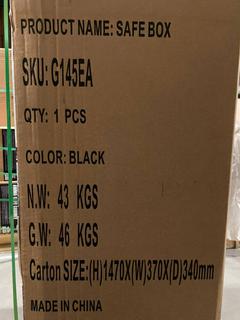 PRODUCT NAME: SAFE BOX
SKU: G145EA
QTY: 1 PCS
COLOR: BLACK
N.W: 43 KGS
G.W: 46 KGS
Carton SIZE:(H)1470X(W)370X(D)340mm
MADE IN CHINA